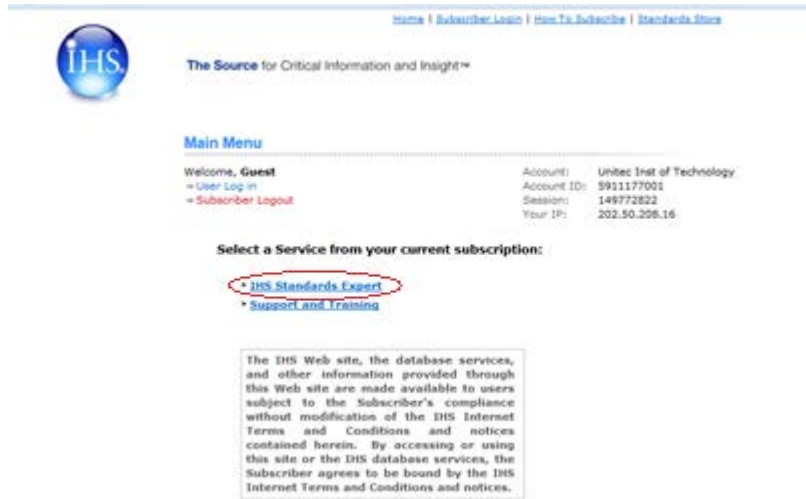 Home | Subscriber Login | How To Subscribe | Standards Store
IHS
The Source for Critical Information and Insight™
Main Menu
Welcome, Guest
User Log in
Subscriber Logout
Account: Unitec Inst of Technology
Account ID: 5911177001
Session: 149772822
Your IP: 202.50.208.16
Select a Service from your current subscription:
IHS Standards Expert
Support and Training
The IHS Web site, the database services,
and other information provided through
this Web site are made available to users
subject to the Subscriber's compliance
without modification of the IHS Internet
Terms and Conditions and notices
contained herein. By accessing or using
this site or the IHS database services, the
Subscriber agrees to be bound by the IHS
Internet Terms and Conditions and notices.